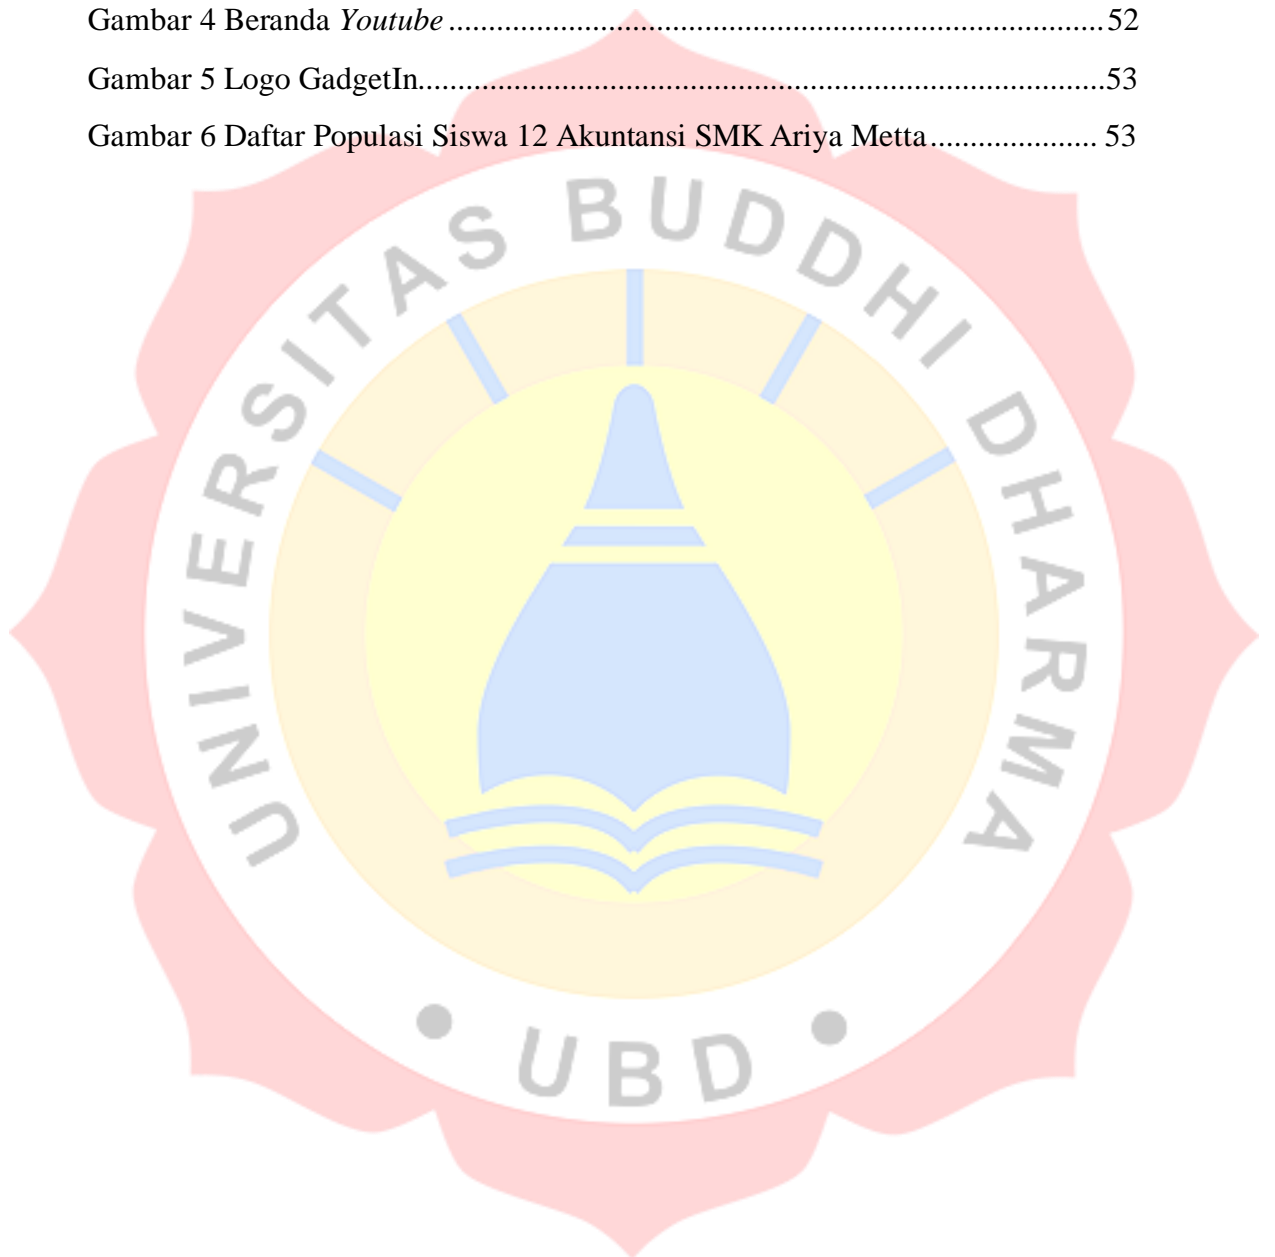 Gambar 4 Beranda Youtube ................................................................................. 52
Gambar 5 Logo GadgetIn..................................................................................... 53
Gambar 6 Daftar Populasi Siswa 12 Akuntansi SMK Ariya Metta ..................... 53
UNIVERSITAS BUDDHI DHARMA
• UBD •